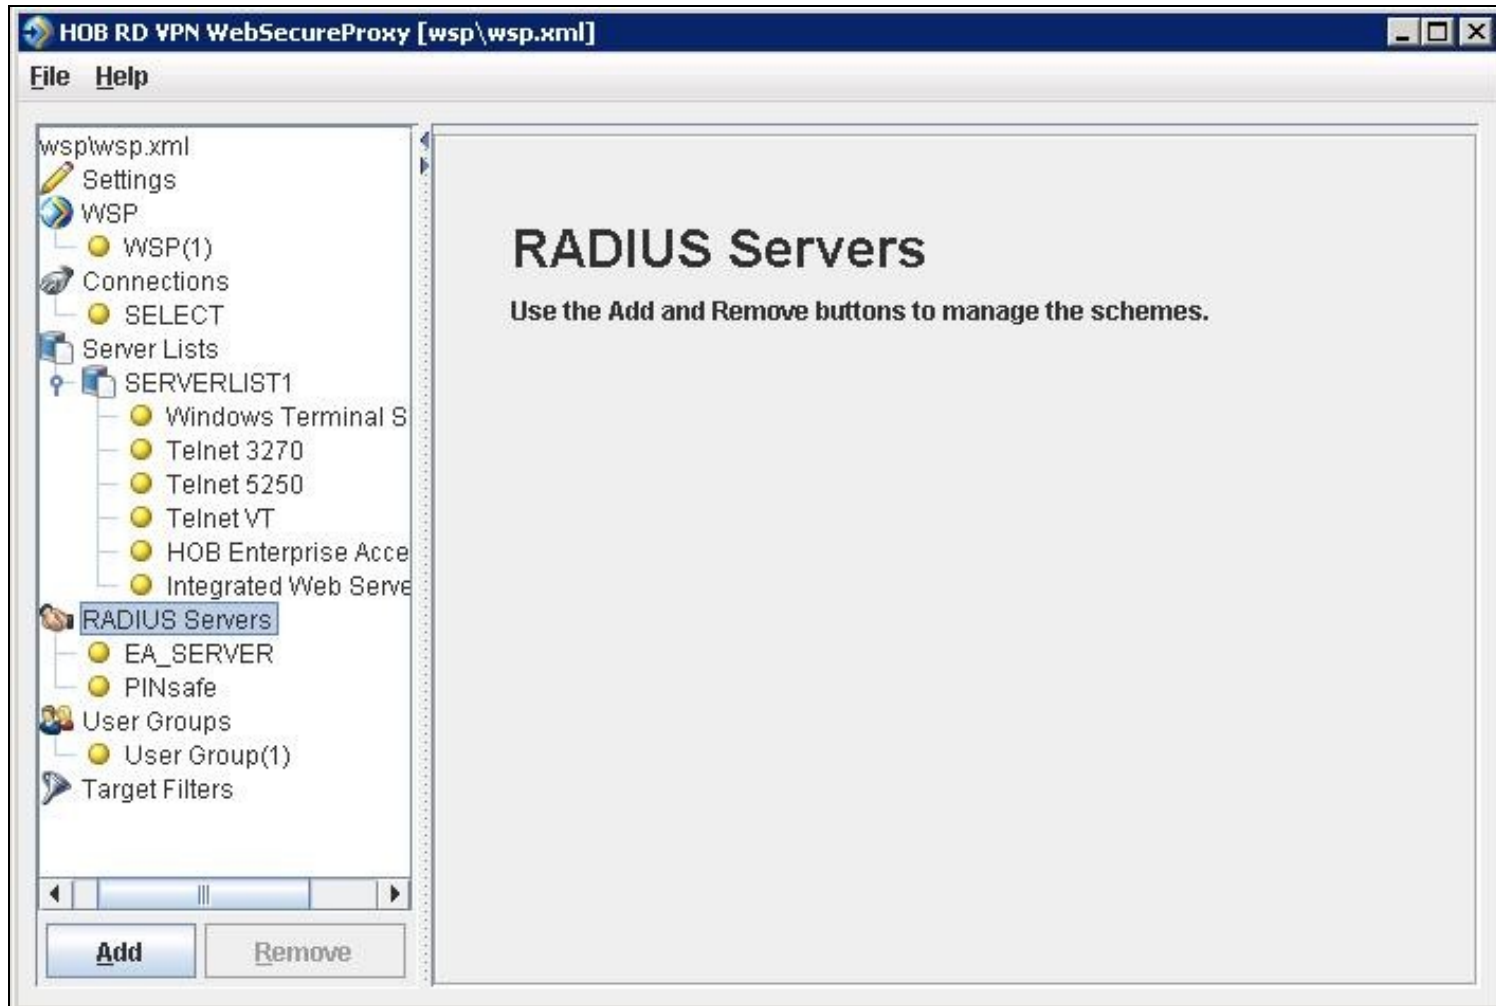 HOB RD VPN WebSecureProxy [wsp\wsp.xml]
File Help
wsp\wsp.xml
Settings
WSP
WSP(1)
Connections
SELECT
Server Lists
SERVERLIST1
Windows Terminal S
Telnet 3270
Telnet 5250
Telnet VT
HOB Enterprise Acce
Integrated Web Serve
RADIUS Servers
EA_SERVER
PINsafe
User Groups
User Group(1)
Target Filters
Add Remove
RADIUS Servers
Use the Add and Remove buttons to manage the schemes.